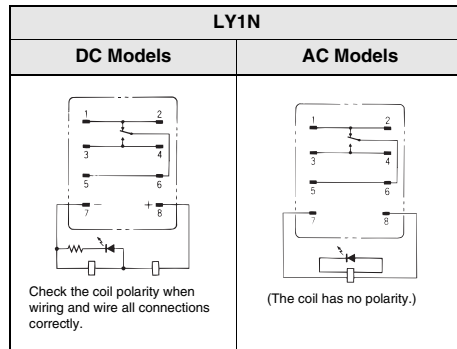 LY1N
DC Models
AC Models
1 2
3 4
5 6
7 − + 8
Check the coil polarity when
wiring and wire all connections
correctly.
1 2
3 4
5 6
7 8
(The coil has no polarity.)